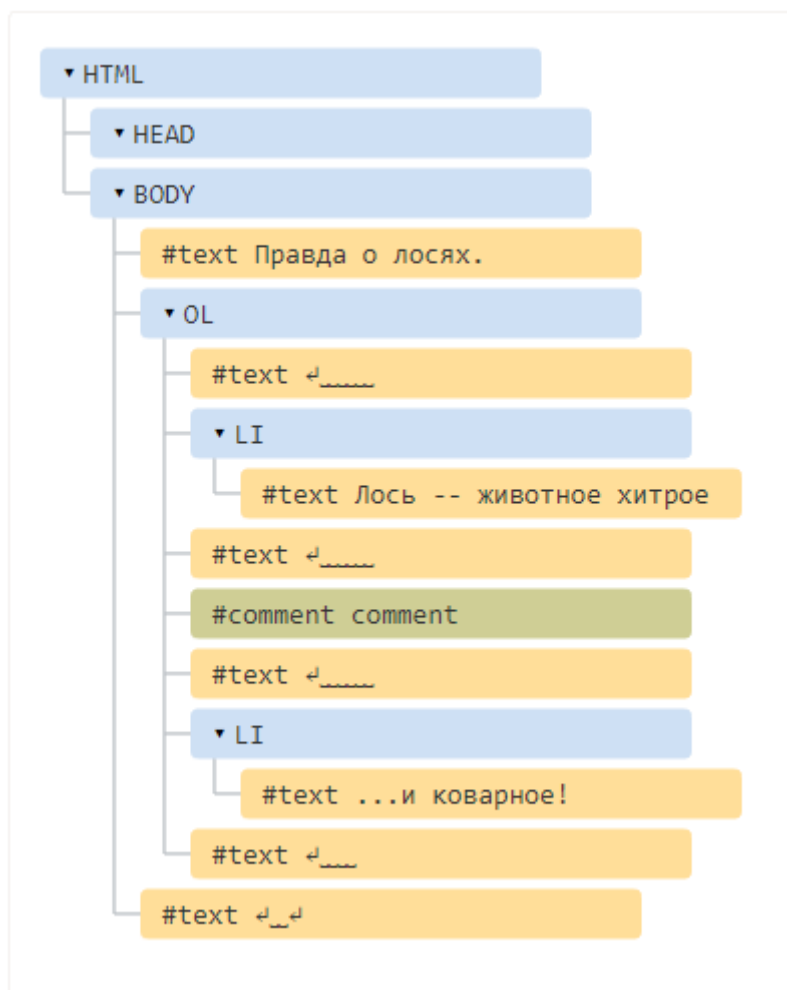 ▾ HTML
▾ HEAD
▾ BODY
#text Правда о лосях.
▾ OL
#text ↵␣␣␣␣␣␣
▾ LI
#text Лось -- животное хитрое
#text ↵␣␣␣␣␣␣
#comment comment
#text ↵␣␣␣␣␣␣
▾ LI
#text ...и коварное!
#text ↵␣␣␣␣
#text ↵␣␣↵